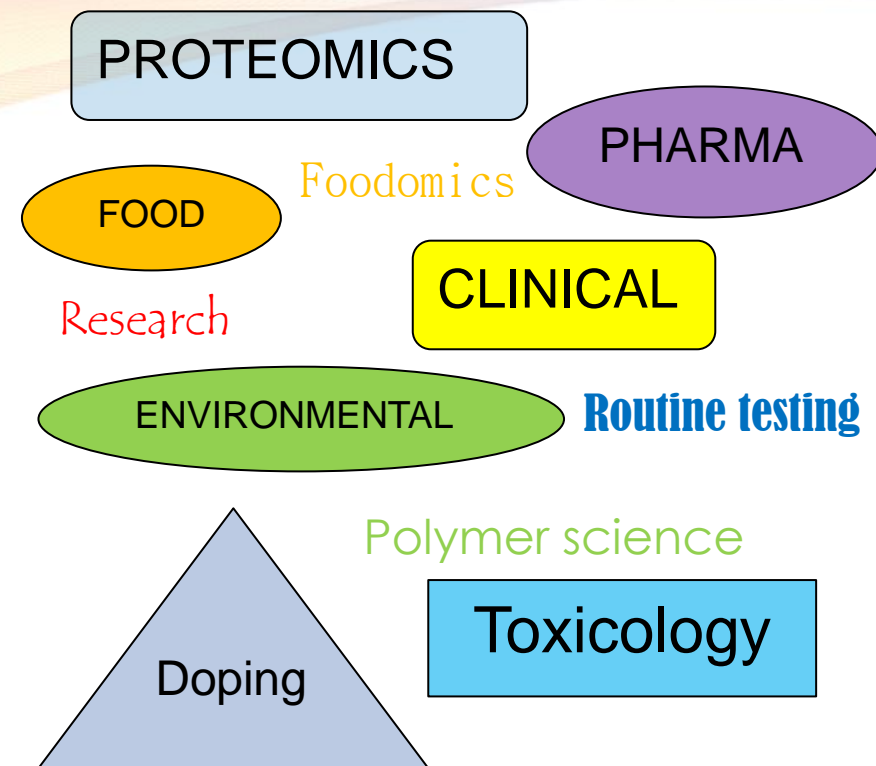 PROTEOMICS
PHARMA
Foodomics
FOOD
CLINICAL
Research
ENVIRONMENTAL
Routine testing
Polymer science
Toxicology
Doping